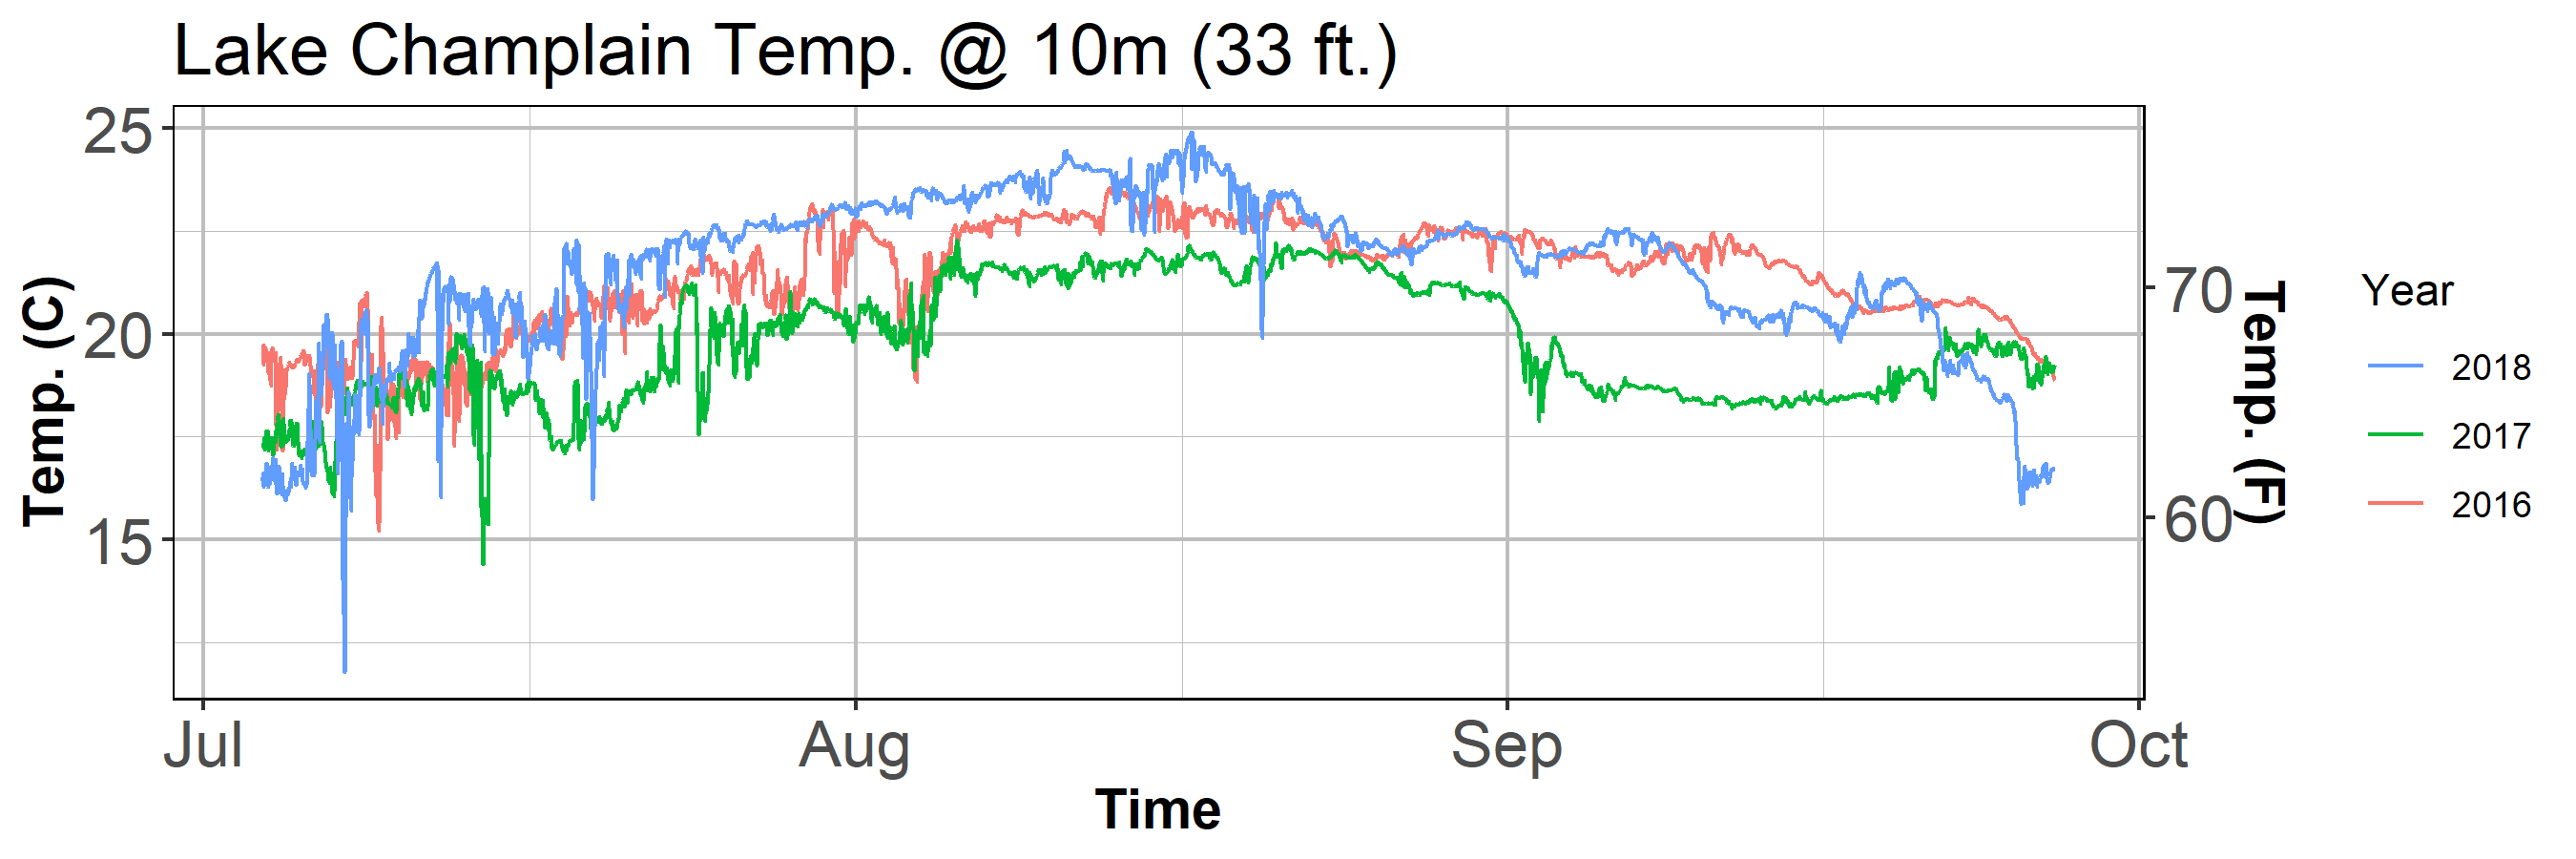 Lake Champlain Temp. @ 10m (33 ft.)
25
20
15
Temp. (C)
70
60
Temp. (F)
Jul
Aug
Sep
Oct
Time
Year
2018
2017
2016